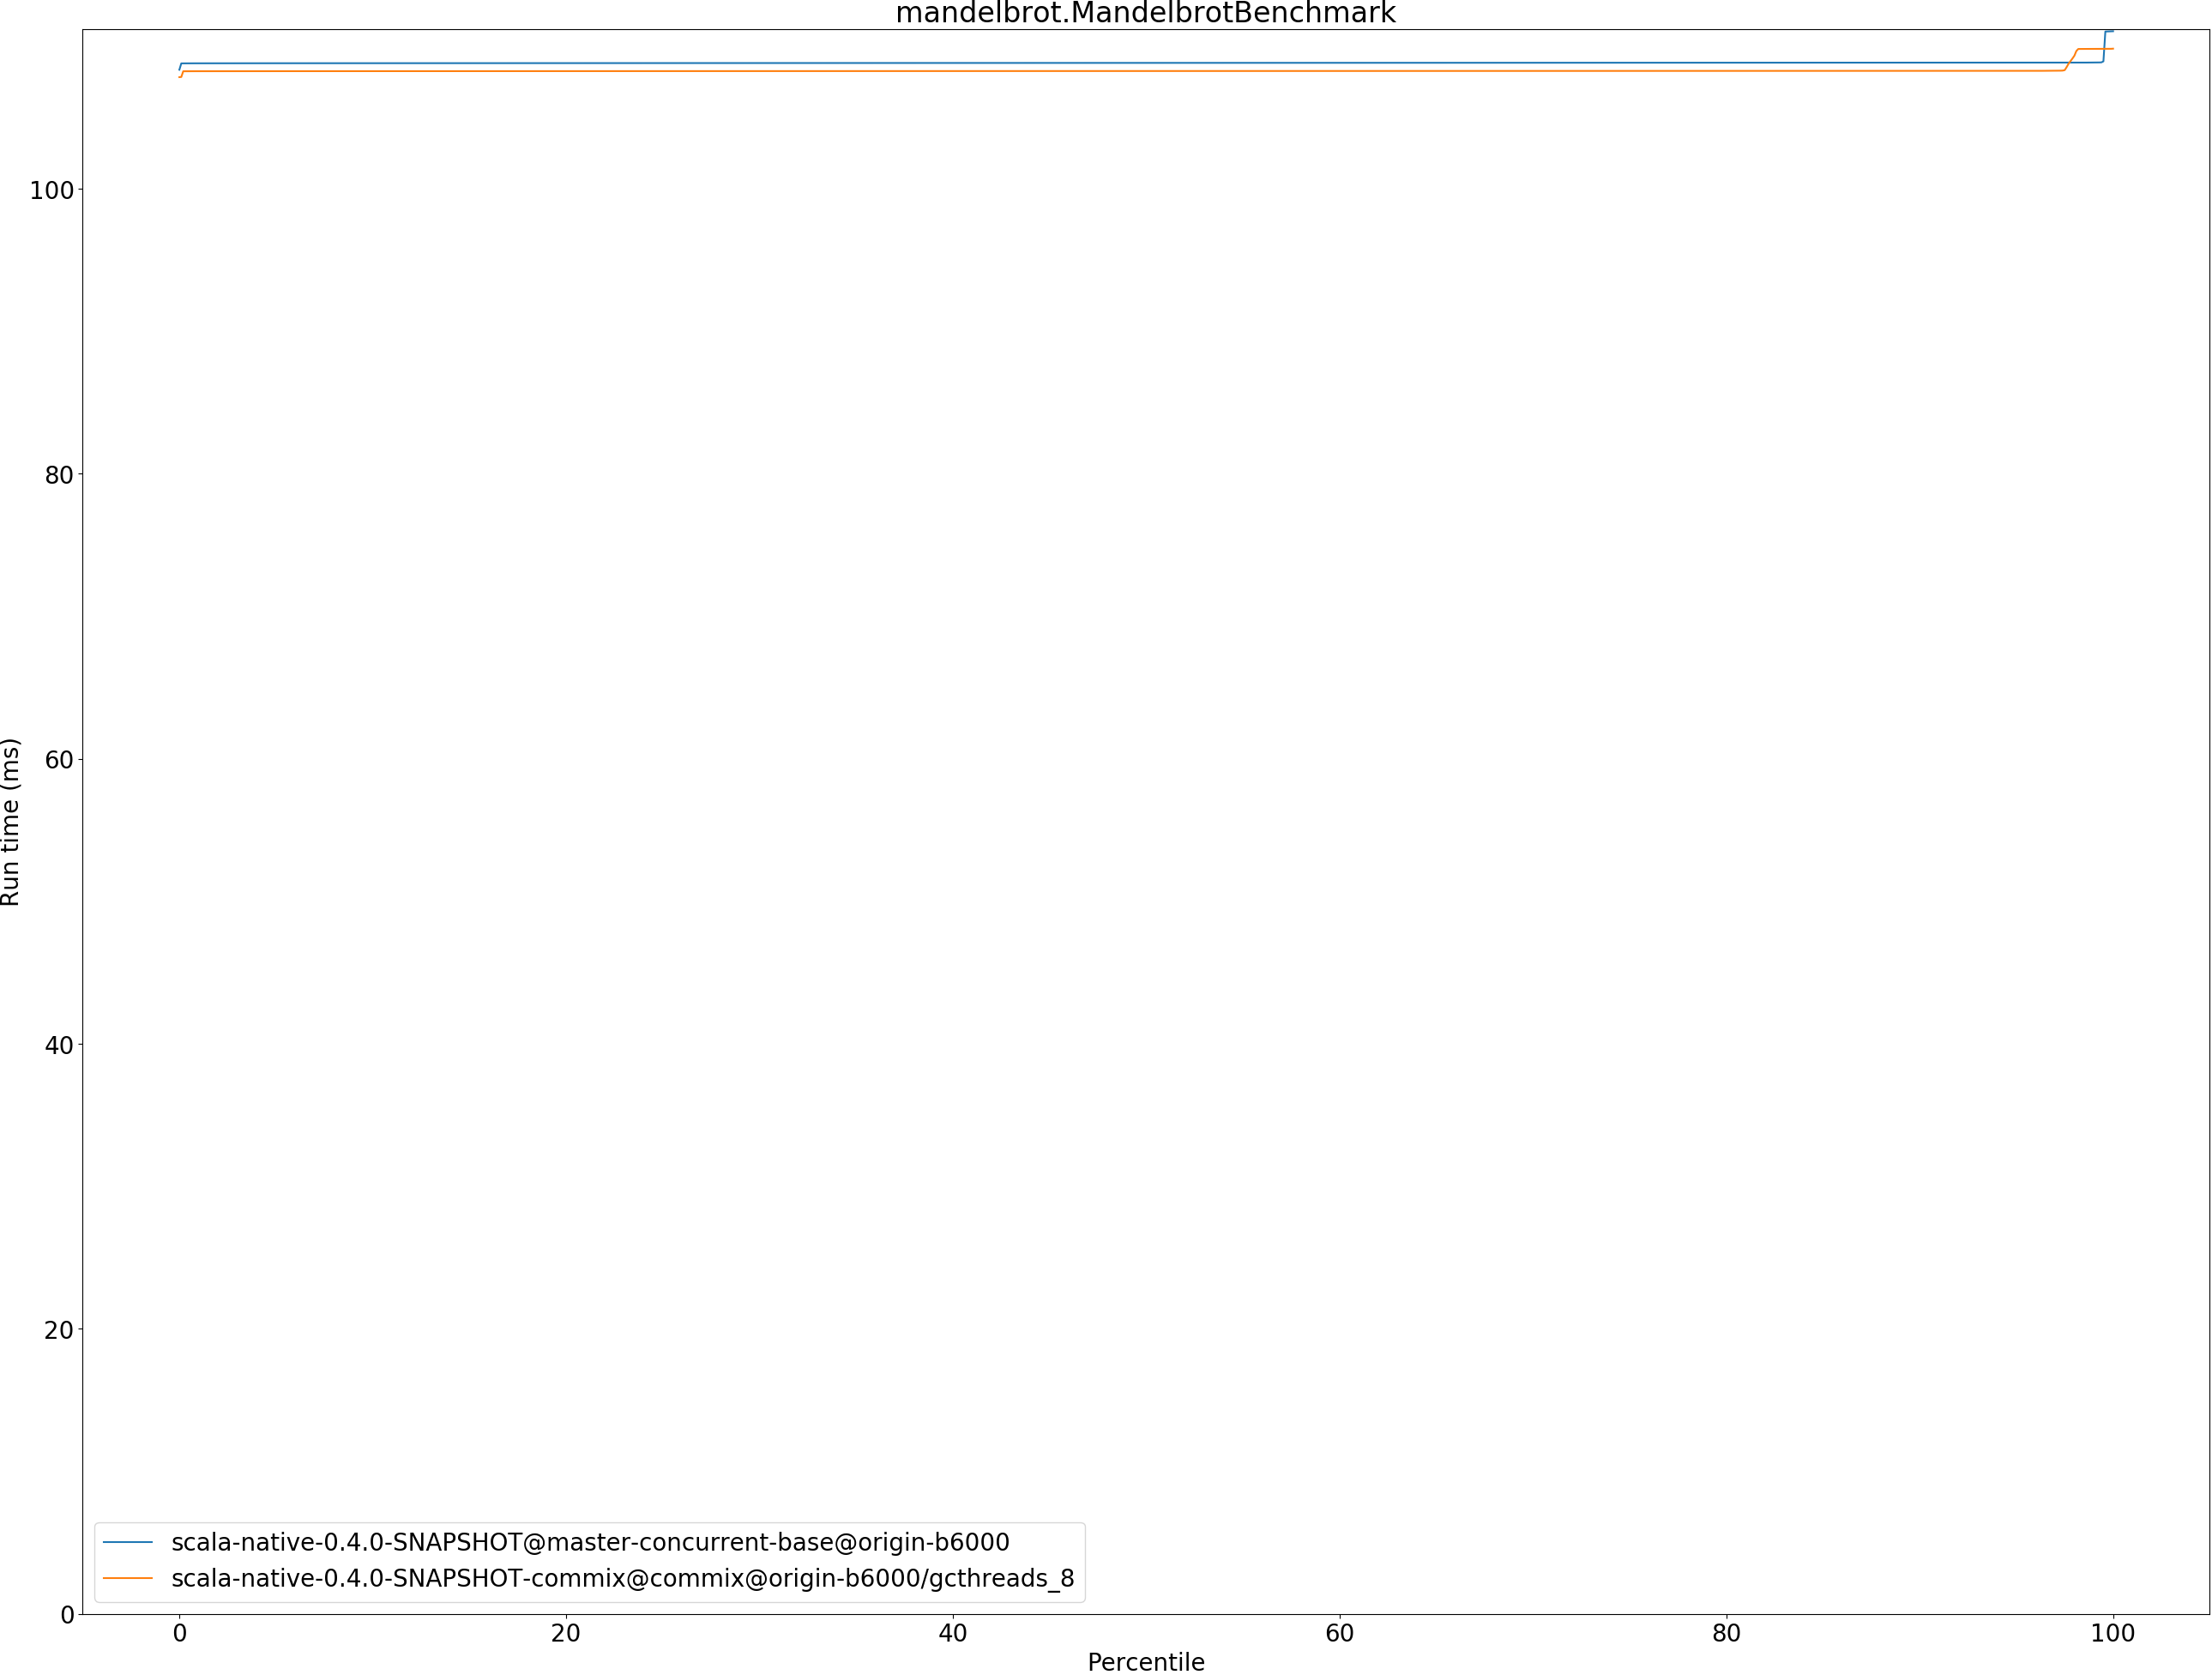 mandelbrot.MandelbrotBenchmark
100
80
60
40
20
0
Run time (ms)
scala-native-0.4.0-SNAPSHOT@master-concurrent-base@origin-b6000
scala-native-0.4.0-SNAPSHOT-commix@commix@origin-b6000/gcthreads_8
0 20 40 60 80 100
Percentile